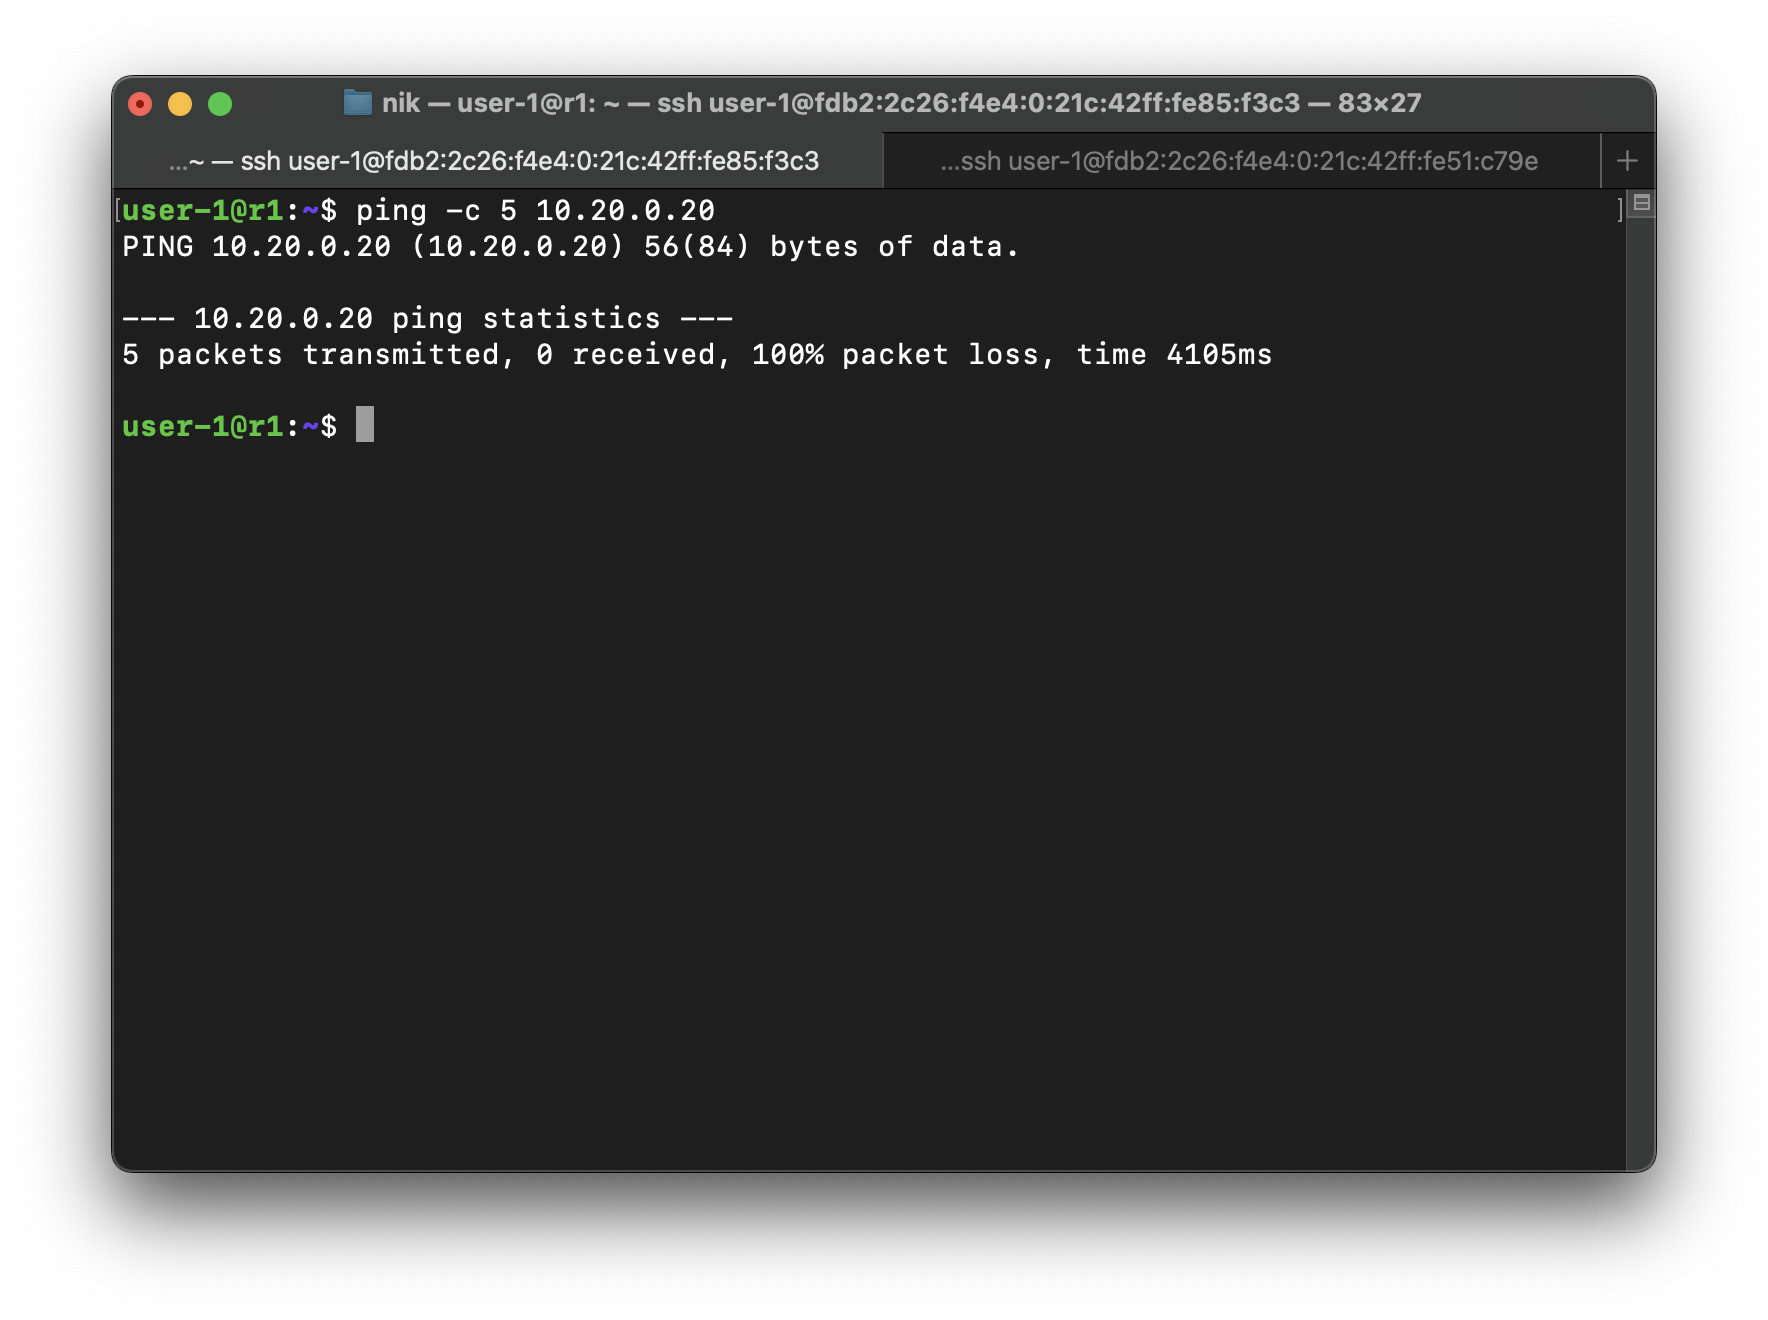 nik — user-1@r1: ~ — ssh user-1@fdb2:2c26:f4e4:0:21c:42ff:fe85:f3c3 — 83×27
...~ — ssh user-1@fdb2:2c26:f4e4:0:21c:42ff:fe85:f3c3
...ssh user-1@fdb2:2c26:f4e4:0:21c:42ff:fe51:c79e
+
[user-1@r1:~$ ping -c 5 10.20.0.20 ]
PING 10.20.0.20 (10.20.0.20) 56(84) bytes of data.
--- 10.20.0.20 ping statistics ---
5 packets transmitted, 0 received, 100% packet loss, time 4105ms
user-1@r1:~$